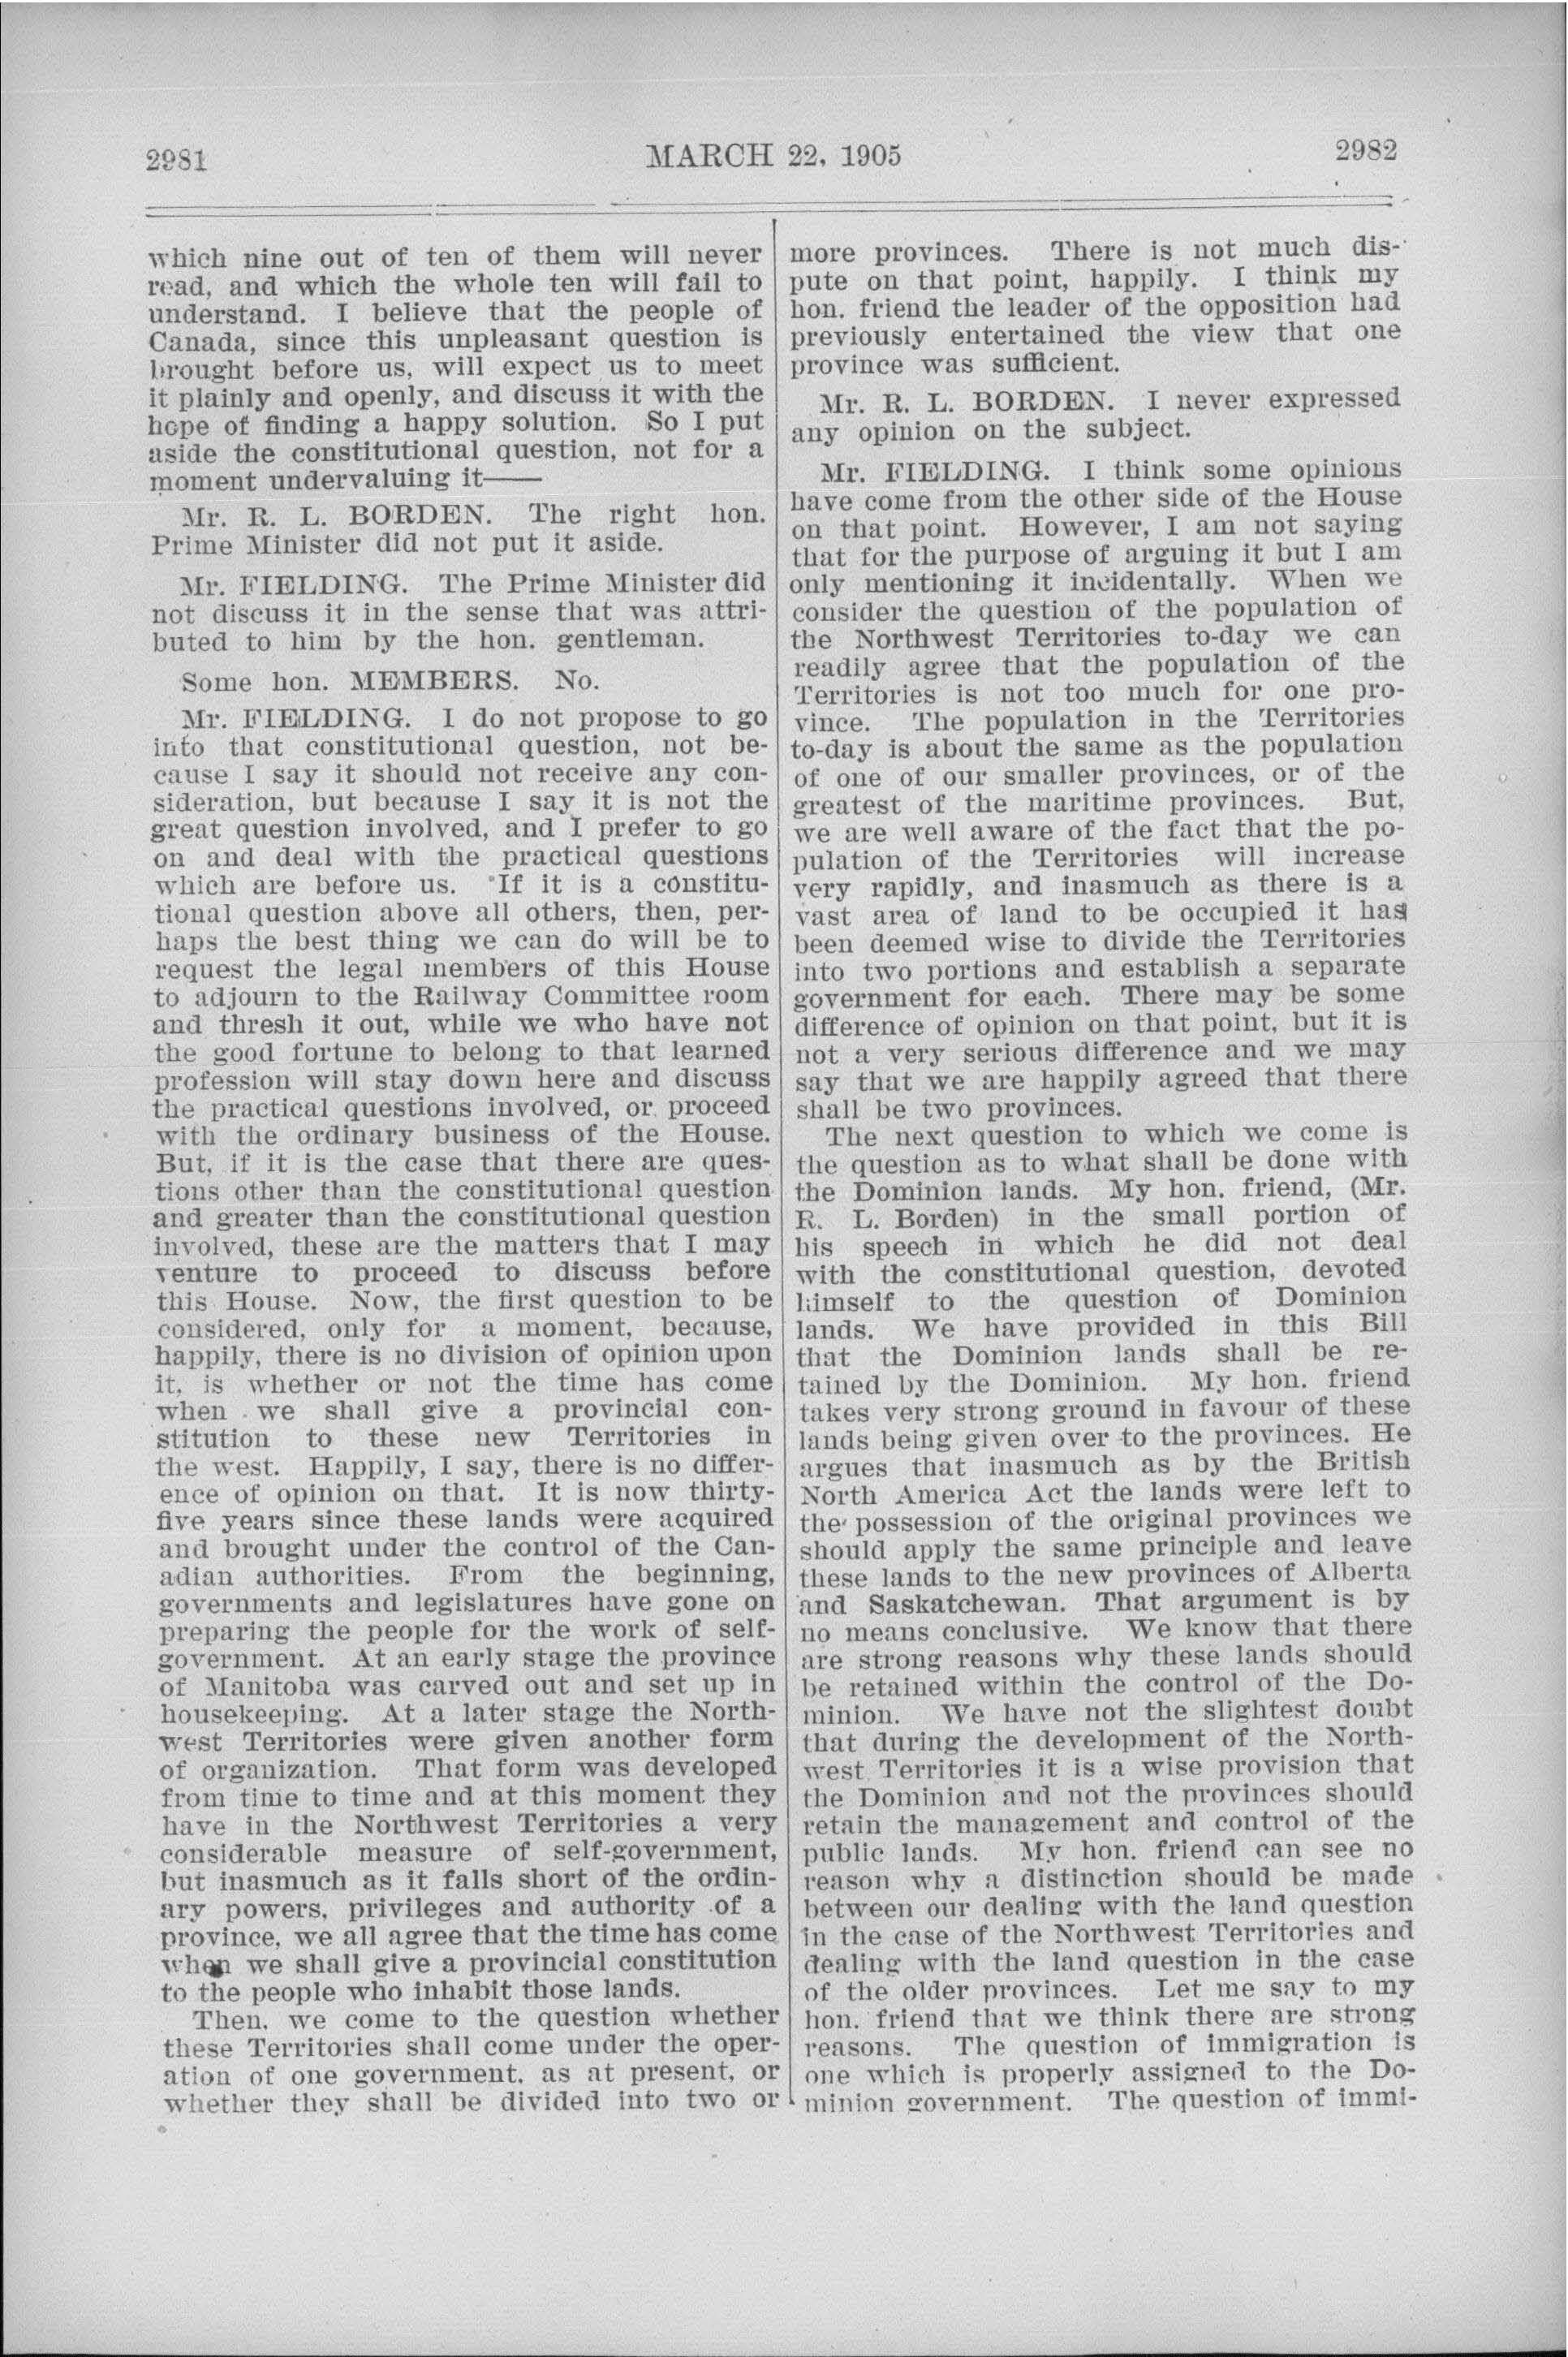 2981
MARCH 22, 1905
2982
which nine out of ten of them will never
read, and which the whole ten will fail to
understand. I believe that the people of
Canada, since this unpleasant question is
brought before us, will expect us to meet
it plainly and openly, and discuss it with the
hope of finding a happy solution. So I put
aside the constitutional question, not for a
moment undervaluing it——
Mr. R. L. BORDEN. The right hon.
Prime Minister did not put it aside.
Mr. FIELDING. The Prime Minister did
not discuss it in the sense that was attri-
buted to him by the hon. gentleman.
Some hon. MEMBERS. No.
Mr. FIELDING. I do not propose to go
into that constitutional question, not be-
cause I say it should not receive any con-
sideration, but because I say it is not the
great question involved, and I prefer to go
on and deal with the practical questions
which are before us. If it is a constitu-
tional question above all others, then, per-
haps the best thing we can do will be to
request the legal members of this House
to adjourn to the Railway Committee room
and thresh it out, while we who have not
the good fortune to belong to that learned
profession will stay down here and discuss
the practical questions involved, or proceed
with the ordinary business of the House.
But, if it is the case that there are ques-
tions other than the constitutional question
and greater than the constitutional question
involved, these are the matters that I may
venture to proceed to discuss before
this House. Now, the first question to be
considered, only for a moment, because,
happily, there is no division of opinion upon
it, is whether or not the time has come
when we shall give a provincial con-
stitution to these new Territories in
the west. Happily, I say, there is no differ-
ence of opinion on that. It is now thirty-
five years since these lands were acquired
and brought under the control of the Can-
adian authorities. From the beginning,
governments and legislatures have gone on
preparing the people for the work of self-
government. At an early stage the province
of Manitoba was carved out and set up in
housekeeping. At a later stage the North-
west Territories were given another form
of organization. That form was developed
from time to time and at this moment they
have in the Northwest Territories a very
considerable measure of self-government,
but inasmuch as it falls short of the ordin-
ary powers, privileges and authority of a
province, we all agree that the time has come
when we shall give a provincial constitution
to the people who inhabit those lands.
Then, we come to the question whether
these Territories shall come under the oper-
ation of one government, as at present, or
whether they shall be divided into two or
more provinces. There is not much dis-
pute on that point, happily. I think my
hon. friend the leader of the opposition had
previously entertained the view that one
province was sufficient.
Mr. R. L. BORDEN. I never expressed
any opinion on the subject.
Mr. FIELDING. I think some opinions
have come from the other side of the House
on that point. However, I am not saying
that for the purpose of arguing it but I am
only mentioning it incidentally. When we
consider the question of the population of
the Northwest Territories to-day we can
readily agree that the population of the
Territories is not too much for one pro-
vince. The population in the Territories
to-day is about the same as the population
of one of our smaller provinces, or of the
greatest of the maritime provinces. But,
we are well aware of the fact that the po-
pulation of the Territories will increase
very rapidly, and inasmuch as there is a
vast area of land to be occupied it has
been deemed wise to divide the Territories
into two portions and establish a separate
government for each. There may be some
difference of opinion on that point, but it is
not a very serious difference and we may
say that we are happily agreed that there
shall be two provinces.
The next question to which we come is
the question as to what shall be done with
the Dominion lands. My hon. friend, (Mr.
R. L. Borden) in the small portion of
his speech in which he did not deal
with the constitutional question, devoted
himself to the question of Dominion
lands. We have provided in this Bill
that the Dominion lands shall be re-
tained by the Dominion. My hon. friend
takes very strong ground in favour of these
lands being given over to the provinces. He
argues that inasmuch as by the British
North America Act the lands were left to
the possession of the original provinces we
should apply the same principle and leave
these lands to the new provinces of Alberta
and Saskatchewan. That argument is by
no means conclusive. We know that there
are strong reasons why these lands should
be retained within the control of the Do-
minion. We have not the slightest doubt
that during the development of the North-
west Territories it is a wise provision that
the Dominion and not the provinces should
retain the management and control of the
public lands. My hon. friend can see no
reason why a distinction should be made
between our dealing with the land question
in the case of the Northwest Territories and
dealing with the land question in the case
of the older provinces. Let me say to my
hon. friend that we think there are strong
reasons. The question of immigration is
one which is properly assigned to the Do-
minion government. The question of immi-